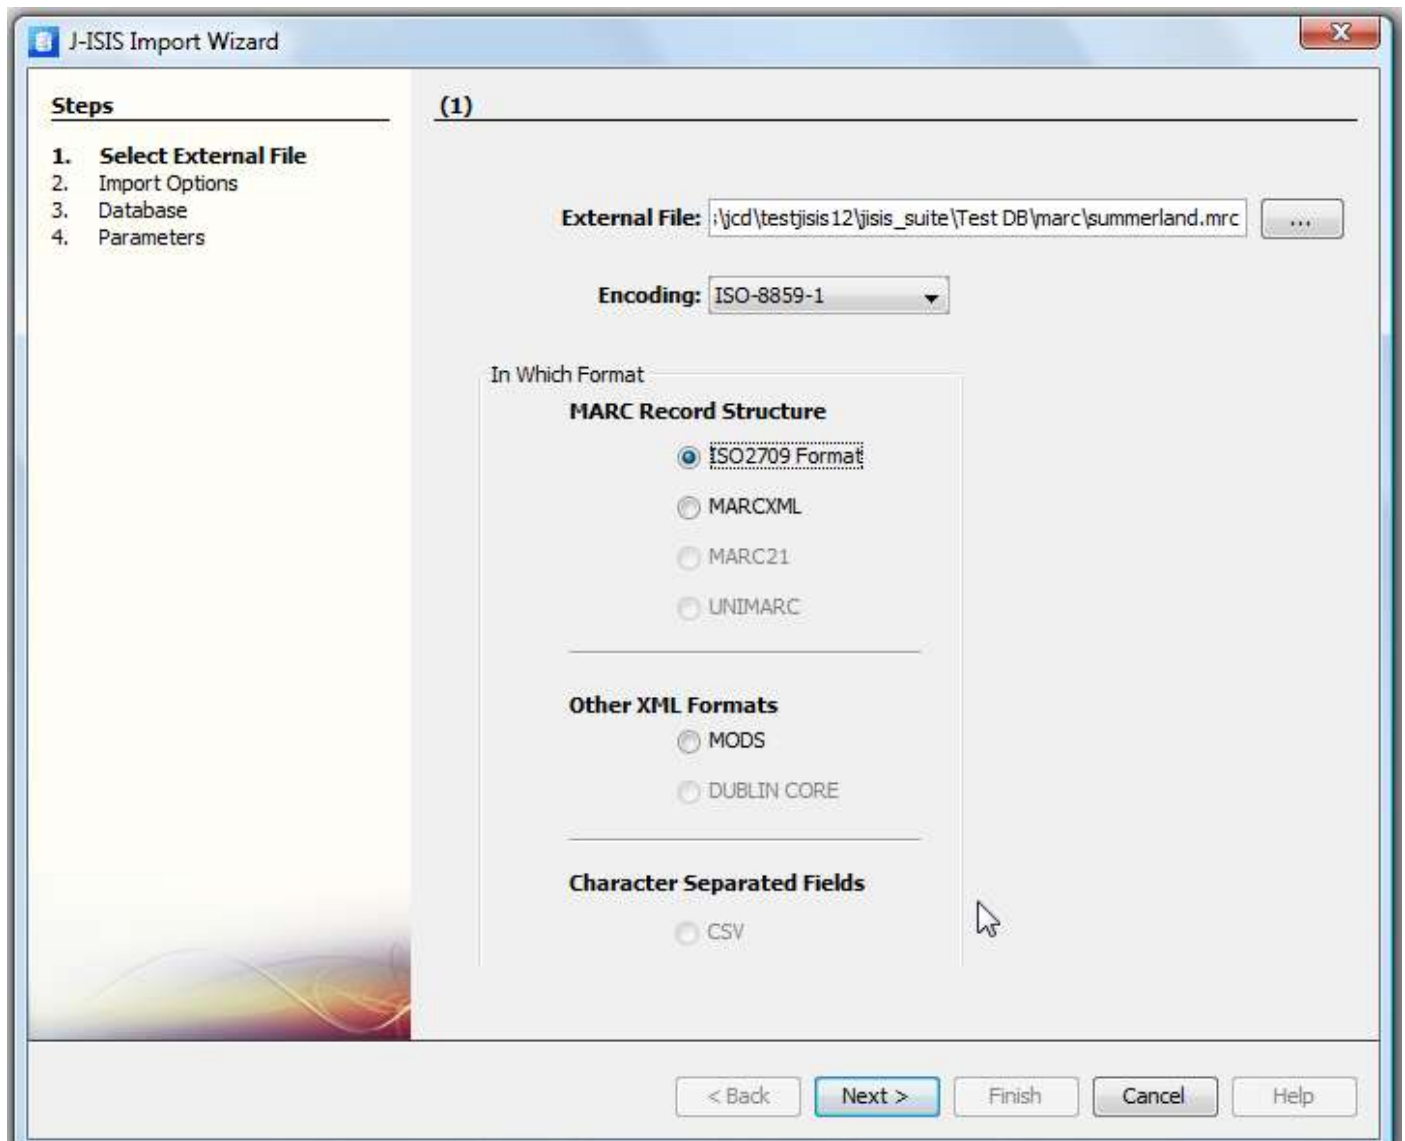 J-ISIS Import Wizard
Steps
1. Select External File
2. Import Options
3. Database
4. Parameters
(1)
External File: ;\jcd\testjisis12\jisis_suite\Test DB\marc\summerland.mrc ...
Encoding: ISO-8859-1
In Which Format
MARC Record Structure
ISO2709 Format
MARCXML
MARC21
UNIMARC
Other XML Formats
MODS
DUBLIN CORE
Character Separated Fields
CSV
< Back Next > Finish Cancel Help